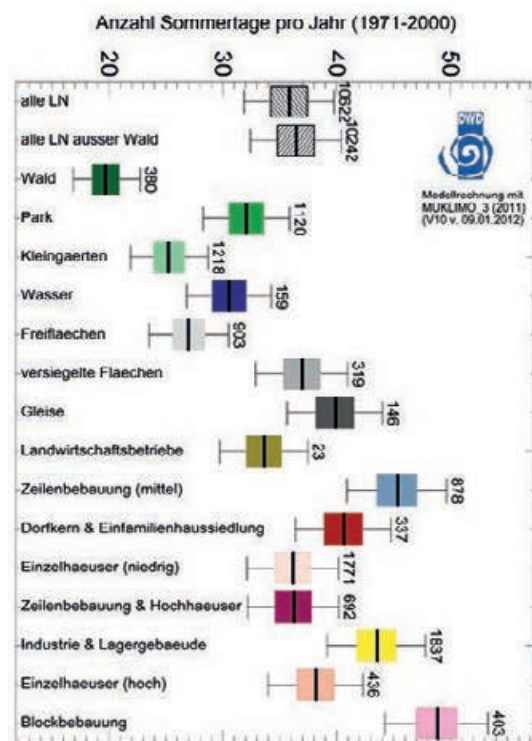 Anzahl Sommertage pro Jahr (1971-2000)
20 30 40 50
alle LN 10622
alle LN ausser Wald 10242
DWD
Modellrechnung mit
MUKLIMO_3 (2011)
(V10 v. 09.01.2012)
Wald 380
Park 1120
Kleingaerten 1218
Wasser 159
Freiflaechen 903
versiegelte Flaechen 319
Gleise 146
Landwirtschaftsbetriebe 23
Zeilenbebauung (mittel) 878
Dorfkern & Einfamilienhaussiedlung 337
Einzelhaeuser (niedrig) 1771
Zeilenbebauung & Hochhaeuser 692
Industrie & Lagergebaeude 1837
Einzelhaeuser (hoch) 436
Blockbebauung 403